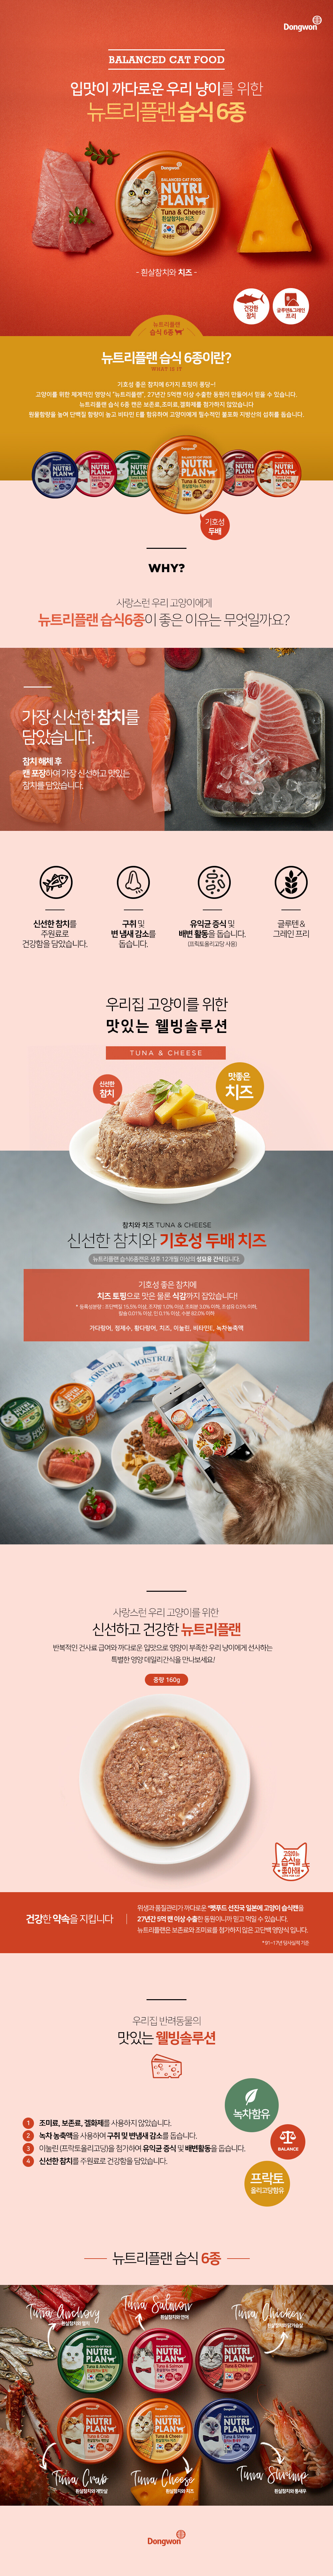 Dongwon
BALANCED CAT FOOD
입맛이 까다로운 우리 냥이를 위한
뉴트리플랜 습식 6종
Dongwon
BALANCED CAT FOOD
NUTRI
PLAN
Tuna & Cheese
흰살참치와 치즈
- 흰살참치와 치즈 -
건강한
참치
글루텐&그레인
프리
뉴트리플랜
습식 6종
뉴트리플랜 습식 6종이란?
WHAT IS IT
기호성 좋은 참치에 6가지 토핑이 퐁당~!
고양이를 위한 체계적인 영양식 "뉴트리플랜", 27년간 5억캔 이상 수출한 동원이 만들어서 믿을 수 있습니다.
뉴트리플랜 습식 6종 캔은 보존료,조미료,겔화제를 첨가하지 않았습니다
원물함량을 높여 단백질 함량이 높고 비타민 E를 함유하여 고양이에게 필수적인 불포화 지방산의 섭취를 돕습니다.
NUTRI
PLAN
Tuna & Cheese
흰살참치와 치즈
기호성
두배
WHY?
사랑스런 우리 고양이에게
뉴트리플랜 습식6종이 좋은 이유는 무엇일까요?
가장 신선한 참치를
담았습니다.
참치 해체 후
캔 포장하여 가장 신선하고 맛있는
참치를 담았습니다.
신선한 참치를
주원료로
건강함을 담았습니다.
구취 및
변 냄새 감소를
돕습니다.
유익균 증식 및
배변 활동을 돕습니다.
(프락토올리고당 사용)
글루텐 &
그레인 프리
우리집 고양이를 위한
맛있는 웰빙솔루션
TUNA & CHEESE
신선한
참치
맛좋은
치즈
참치와 치즈 TUNA & CHEESE
신선한 참치와 기호성 두배 치즈
뉴트리플랜 습식6종캔은 생후 12개월 이상의 성묘용 간식입니다.
기호성 좋은 참치에
치즈 토핑으로 맛은 물론 식감까지 잡았습니다!
* 등록성분량 : 조단백질 15.5% 이상, 조지방 1.0% 이상, 조회분 3.0% 이하, 조섬유 0.5% 이하,
칼슘 0.01% 이상, 인 0.1% 이상, 수분 82.0% 이하
가다랑어, 정제수, 황다랑어, 치즈, 이눌린, 비타민E, 녹차농축액
MOISTRUE
MOISTRUE
사랑스런 우리 고양이를 위한
신선하고 건강한 뉴트리플랜
반복적인 건사료 급여와 까다로운 입맛으로 영양이 부족한 우리 냥이에게 선사하는
특별한 영양 데일리간식을 만나보세요!
중량 160g
고양이는
습식을
좋아해
건강한 약속을 지킵니다
위생과 품질관리가 까다로운 *펫푸드 선진국 일본에 고양이 습식캔을
27년간 5억 캔 이상 수출한 동원이니까 믿고 먹일 수 있습니다.
뉴트리플랜은 보존료와 조미료를 첨가하지 않은 고단백 영양식 입니다.
* 91~17년 당사실적 기준
우리집 반려동물의
맛있는 웰빙솔루션
녹차함유
BALANCE
프락토
올리고당함유
1 조미료, 보존료, 겔화제를 사용하지 않았습니다.
2 녹차 농축액을 사용하여 구취 및 변냄새 감소를 돕습니다.
3 이눌린 (프락토올리고당)을 첨가하여 유익균 증식 및 배변활동을 돕습니다.
4 신선한 참치를 주원료로 건강함을 담았습니다.
뉴트리플랜 습식 6종
Tuna Anchovy
흰살참치와 멸치
Tuna Salmon
흰살참치와 연어
Tuna Chicken
흰살참치와 닭가슴살
NUTRI
PLAN
Tuna & Anchovy
NUTRI
PLAN
Tuna & Salmon
NUTRI
PLAN
Tuna & Chicken
NUTRI
PLAN
Tuna & Crab
NUTRI
PLAN
Tuna & Cheese
NUTRI
PLAN
Tuna & Shrimp
Tuna Crab
흰살참치와 게맛살
Tuna Cheese
흰살참치와 치즈
Tuna Shrimp
흰살참치와 통새우
Dongwon